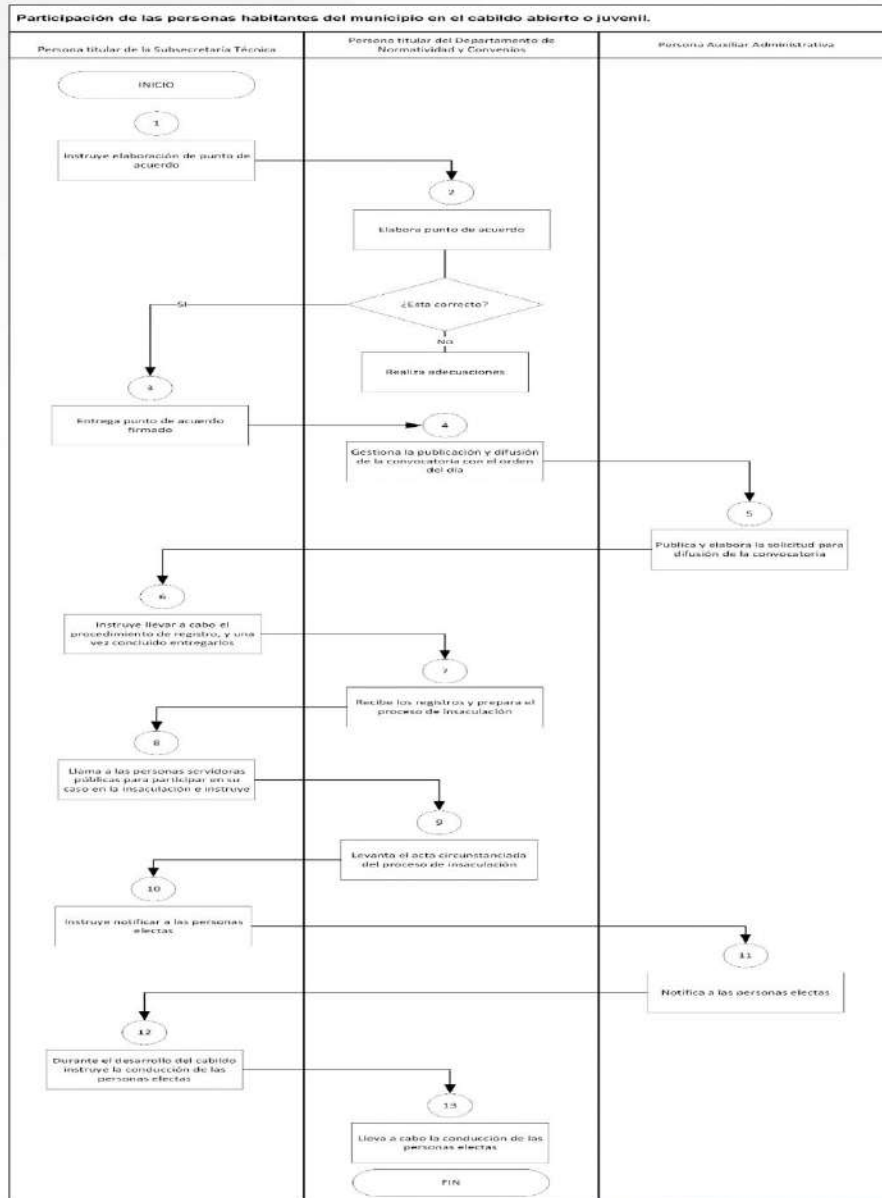 Participación de las personas habitantes del municipio en el cabildo abierto o juvenil.
Persona titular de la Subsecretaría Técnica
Persona titular del Departamento de
Normatividad y Convenios
Persona Auxiliar Administrativa
INICIO
1
Instruye elaboración de punto de
acuerdo
2
Elabora punto de acuerdo
¿Esta correcto?
SI
No
Realiza adecuaciones
3
Entrega punto de acuerdo
firmado
4
Gestiona la publicación y difusión
de la convocatoria con el orden
del día
5
Publica y elabora la solicitud para
difusión de la convocatoria
6
Instruye llevar a cabo el
procedimiento de registro, y una
vez concluido entregarlos
7
Recibe los registros y prepara el
proceso de insaculación
8
Llama a las personas servidoras
públicas para participar en su
caso en la insaculación e instruye
9
Levanta el acta circunstanciada
del proceso de insaculación
10
Instruye notificar a las personas
electas
11
Notifica a las personas electas
12
Durante el desarrollo del cabildo
instruye la conducción de las
personas electas
13
Lleva a cabo la conducción de las
personas electas
FIN